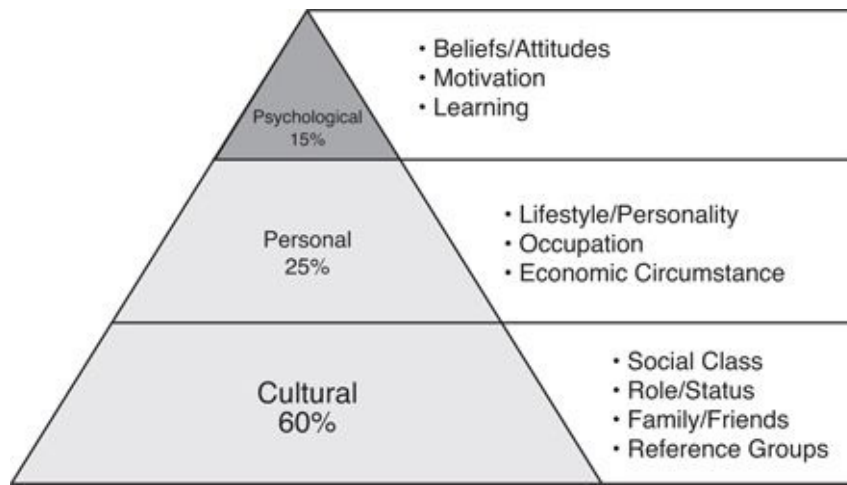 • Beliefs/Attitudes
• Motivation
• Learning
Psychological
15%
• Lifestyle/Personality
• Occupation
• Economic Circumstance
Personal
25%
• Social Class
• Role/Status
• Family/Friends
• Reference Groups
Cultural
60%